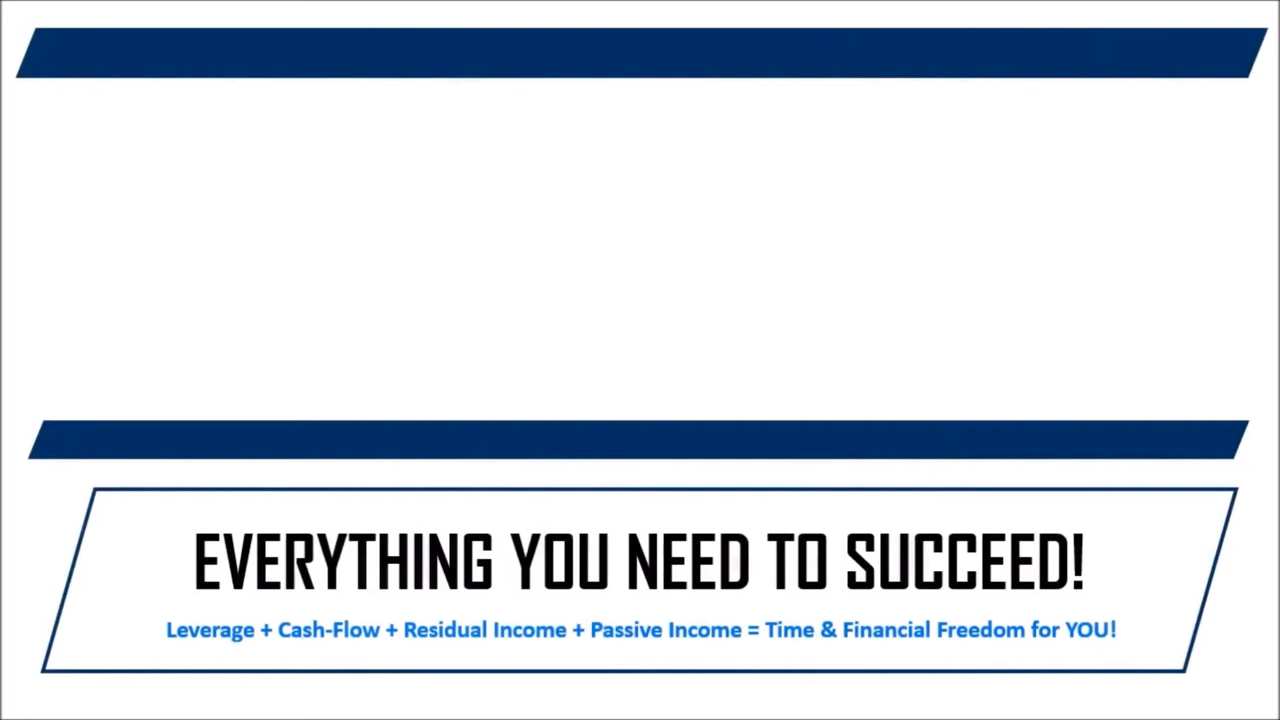 EVERYTHING YOU NEED TO SUCCEED!
Leverage + Cash-Flow + Residual Income + Passive Income = Time & Financial Freedom for YOU!